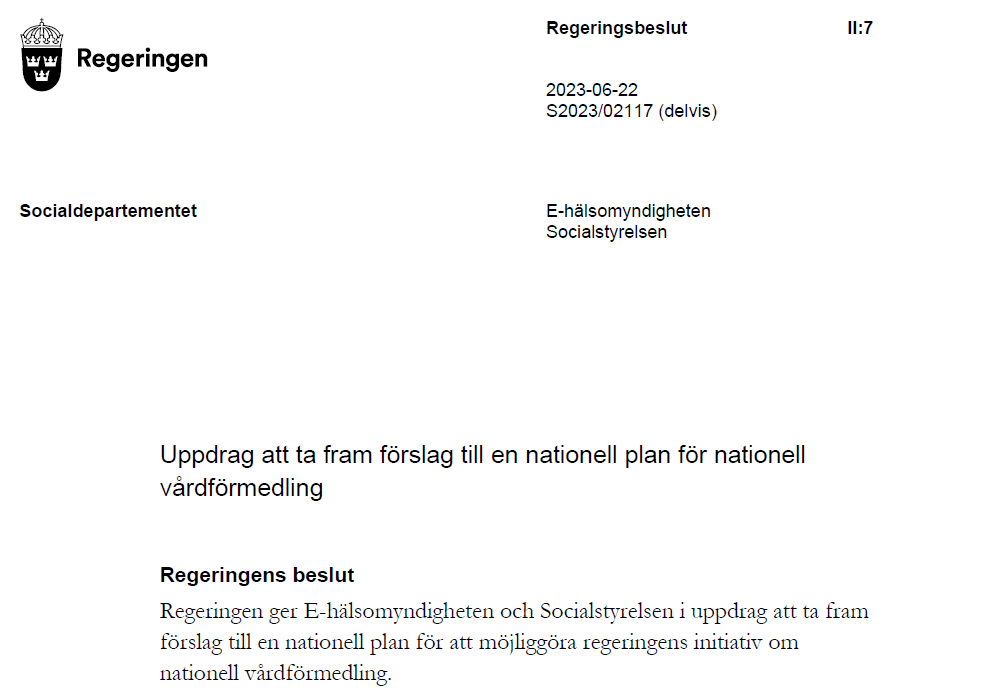 Regeringen
Regeringsbeslut II:7
2023-06-22
S2023/02117 (delvis)
Socialdepartementet
E-hälsomyndigheten
Socialstyrelsen
Uppdrag att ta fram förslag till en nationell plan för nationell
vårdförmedling
Regeringens beslut
Regeringen ger E-hälsomyndigheten och Socialstyrelsen i uppdrag att ta fram
förslag till en nationell plan för att möjliggöra regeringens initiativ om
nationell vårdförmedling.